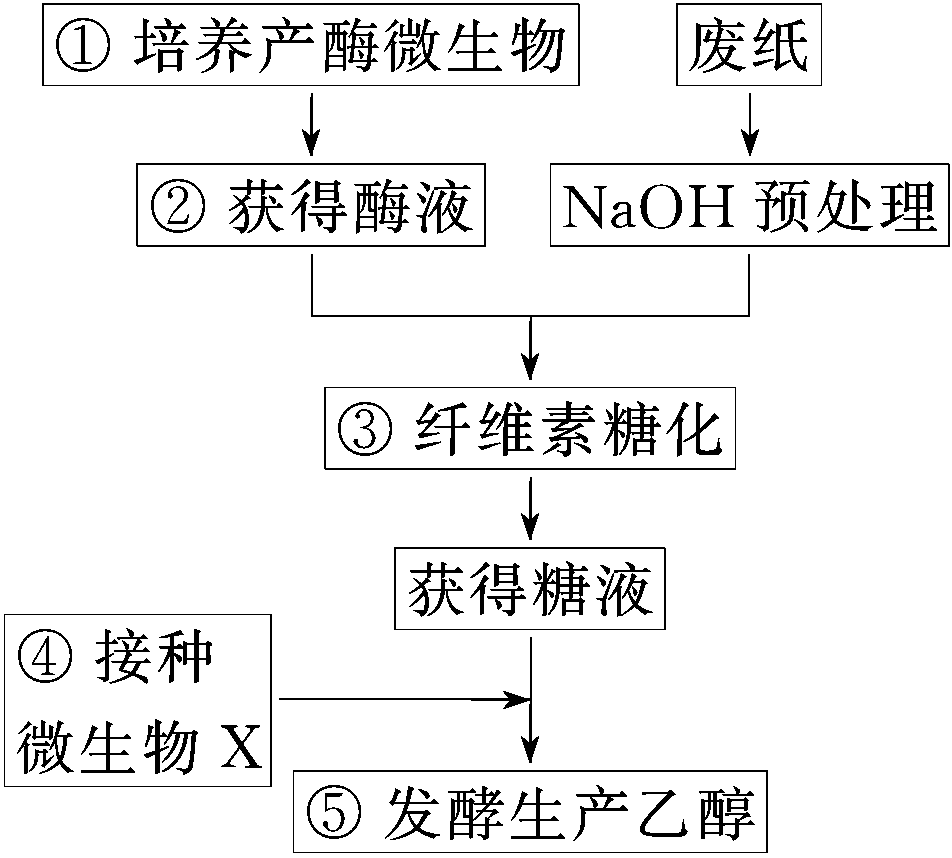 ① 培养产酶微生物
废纸
② 获得酶液
NaOH 预处理
③ 纤维素糖化
获得糖液
④ 接种
微生物 X
⑤ 发酵生产乙醇